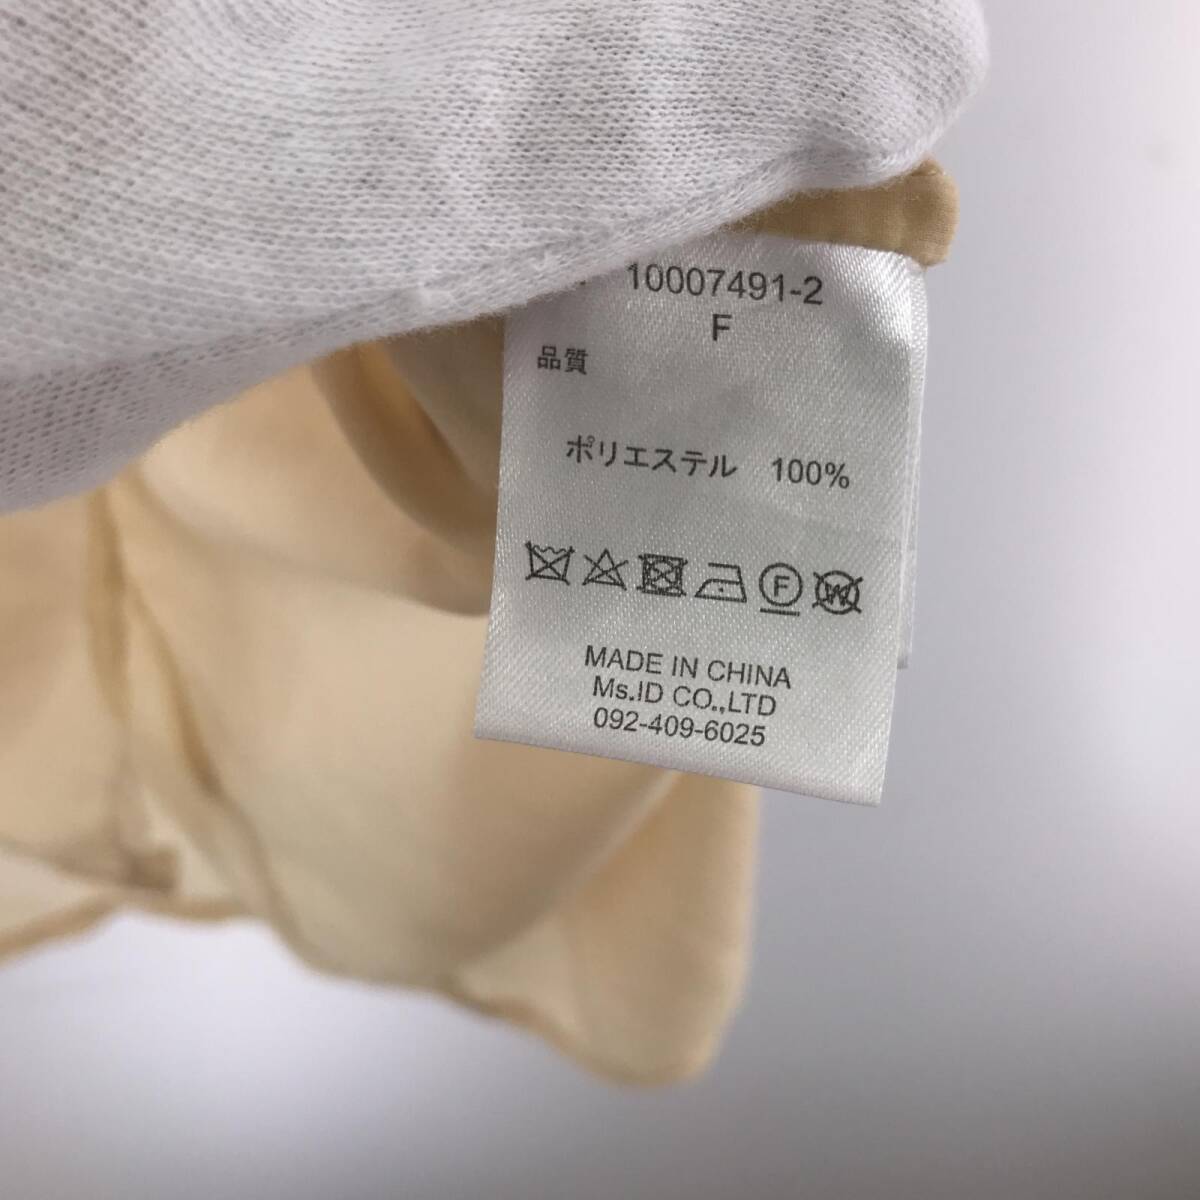 10007491-2
F
品質
ポリエステル 100%
F W
MADE IN CHINA
Ms.ID CO.,LTD
092-409-6025